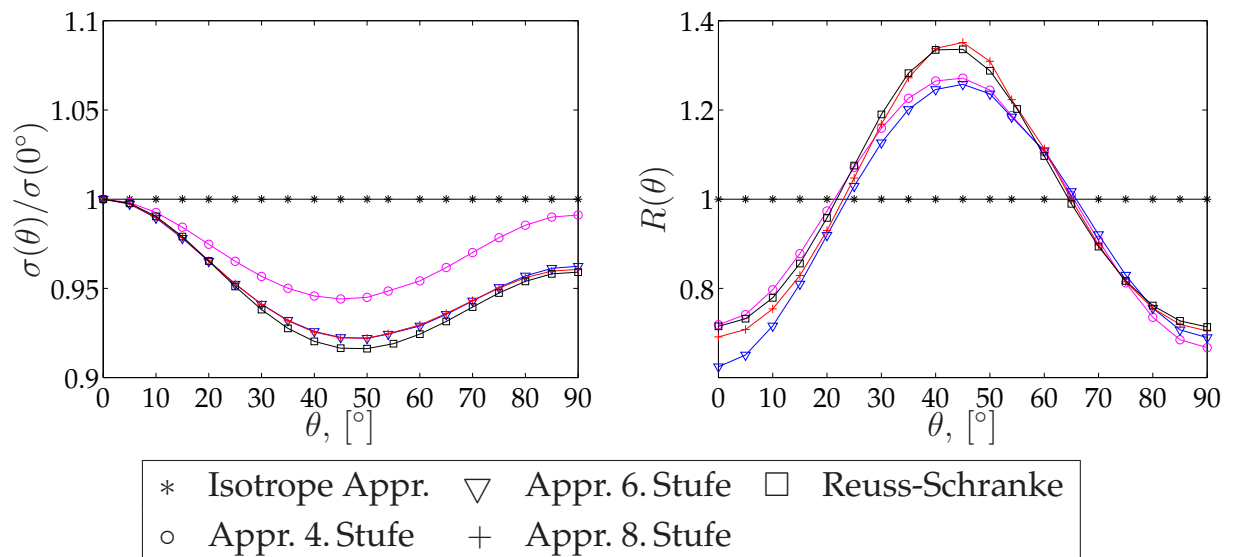 1.1
1.05
1
0.95
0.9
σ(θ)/σ(0°)
0 10 20 30 40 50 60 70 80 90
θ, [°]
1.4
1.2
1
0.8
R(θ)
0 10 20 30 40 50 60 70 80 90
θ, [°]
Isotrope Appr. Appr. 6. Stufe Reuss-Schranke
Appr. 4. Stufe Appr. 8. Stufe